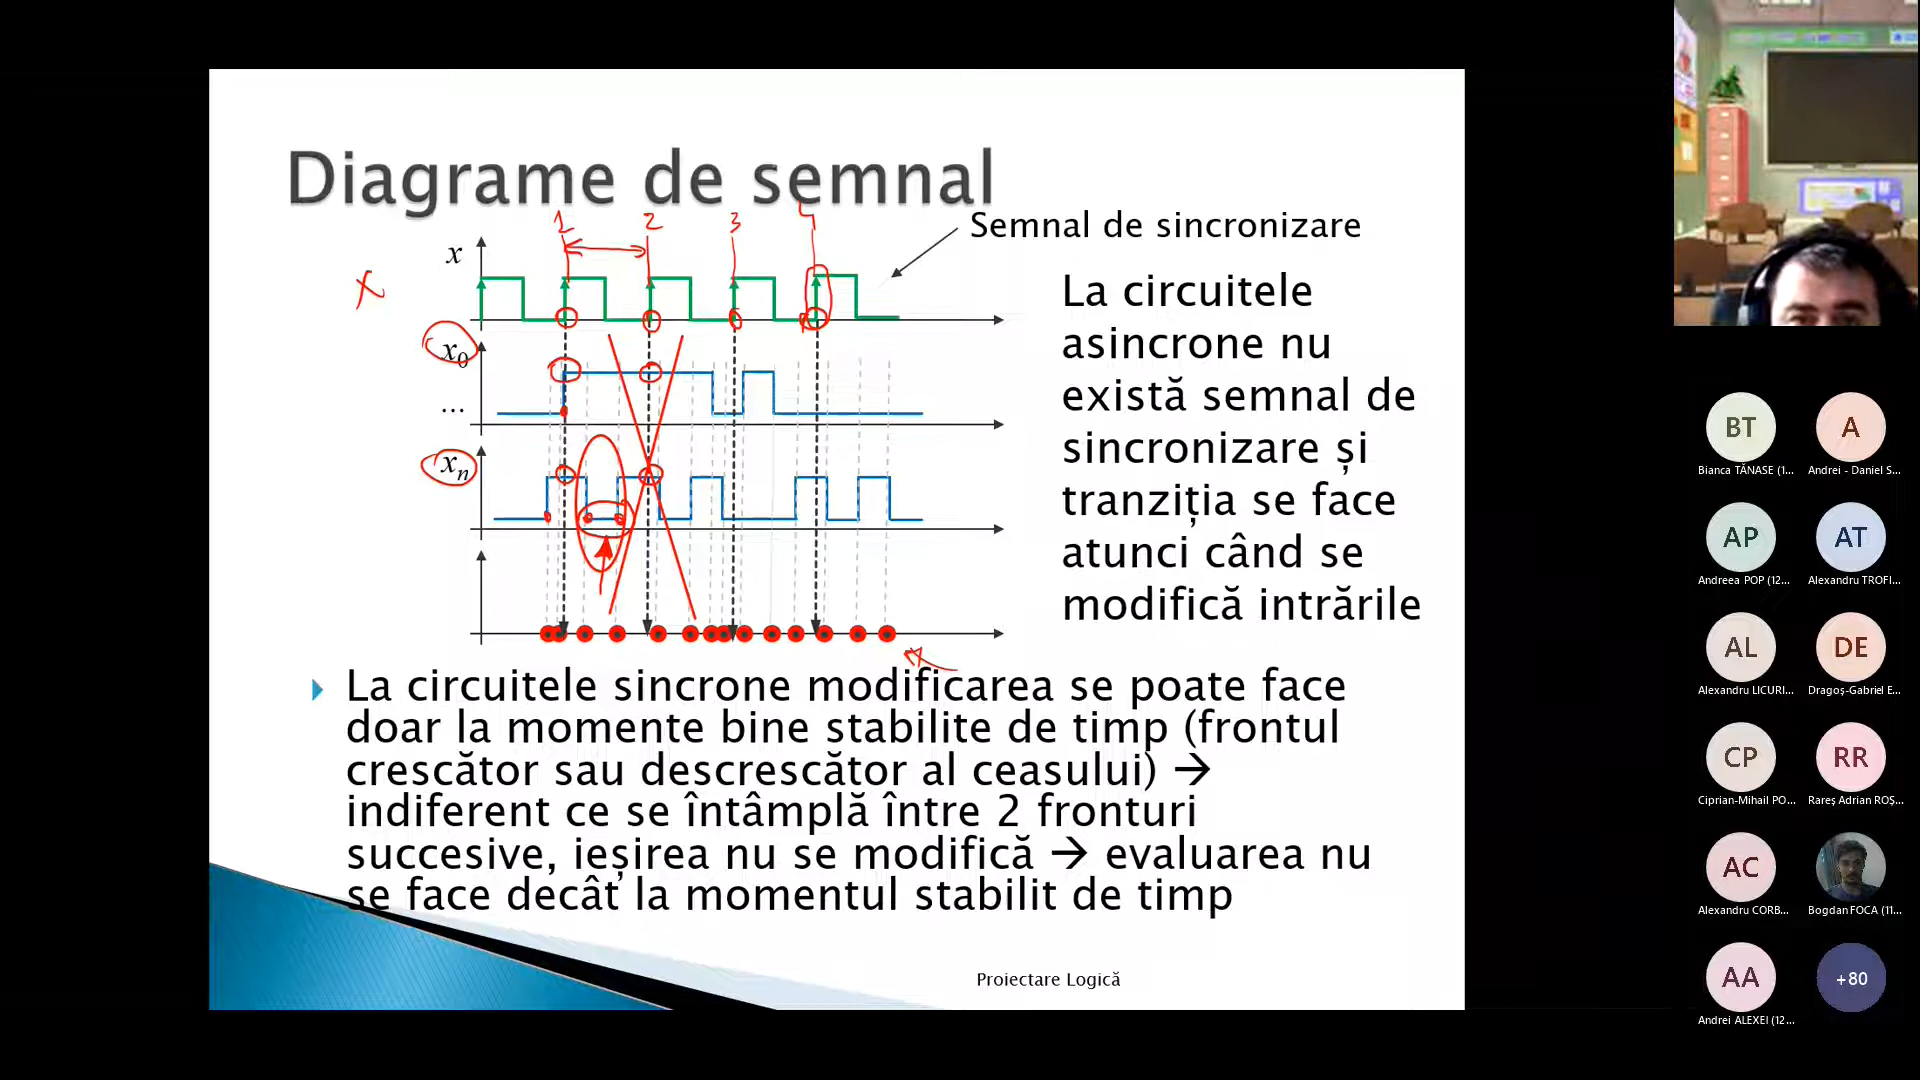 Diagrame de semnal
1 2 3 4
Semnal de sincronizare
x
x
x0
...
xn
La circuitele
asincrone nu
există semnal de
sincronizare și
tranziția se face
atunci când se
modifică intrările
La circuitele sincrone modificarea se poate face
doar la momente bine stabilite de timp (frontul
crescător sau descrescător al ceasului) →
indiferent ce se întâmplă între 2 fronturi
succesive, ieșirea nu se modifică → evaluarea nu
se face decât la momentul stabilit de timp
Proiectare Logică
BT A
Bianca TĂNASE (1... Andrei - Daniel S...
AP AT
Andreea POP (12... Alexandru TROFI...
AL DE
Alexandru LICURI... Dragoș-Gabriel E...
CP RR
Ciprian-Mihail PO... Rareș Adrian ROȘ...
AC
Alexandru CORB... Bogdan FOCA (11...
AA +80
Andrei ALEXEI (12...